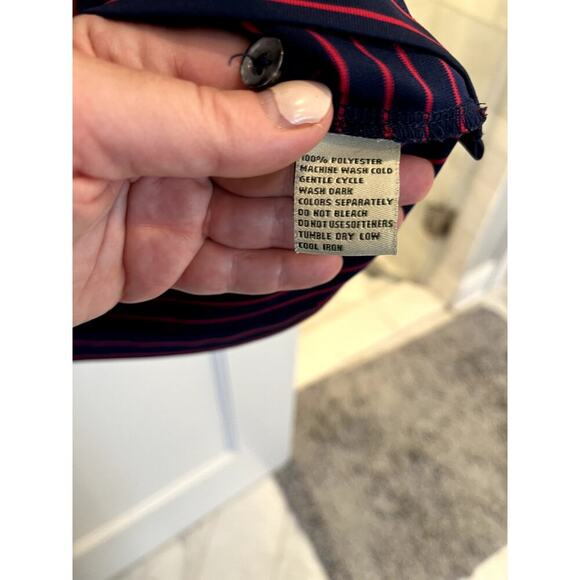 100% POLYESTER
MACHINE WASH COLD
GENTLE CYCLE
WASH DARK
COLORS SEPARATELY
DO NOT BLEACH
DO NOT USE SOFTENERS
TUMBLE DRY LOW
COOL IRON